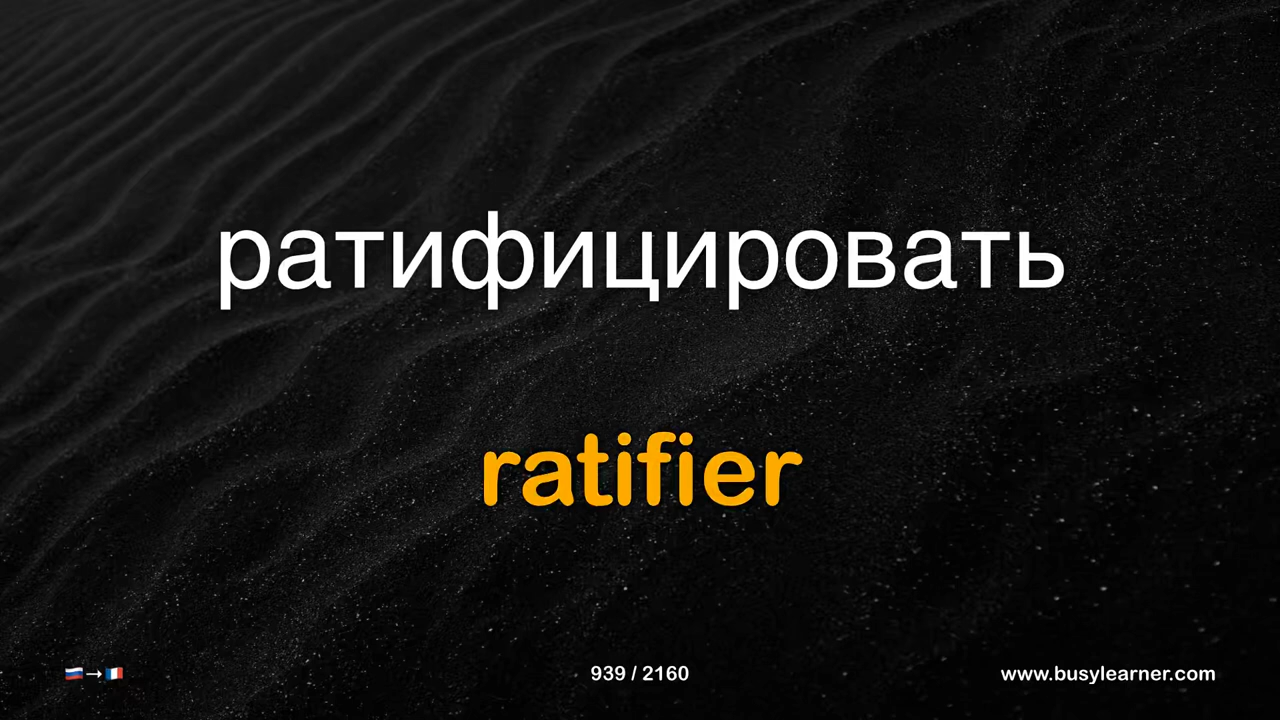 ратифицировать
ratifier
🇷🇺→🇫🇷
939 / 2160
www.busylearner.com